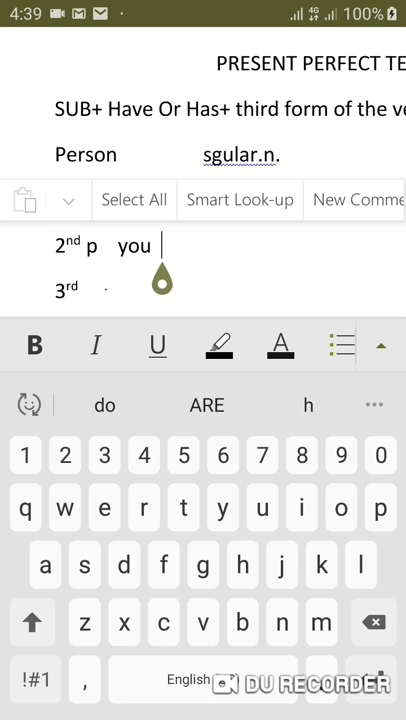 4:39 4G 100%
PRESENT PERFECT TE
SUB+ Have Or Has+ third form of the ve
Person sgular.n.
Select All Smart Look-up New Comme
2nd p you
3rd .
B I U A
do ARE h ...
1 2 3 4 5 6 7 8 9 0
q w e r t y u i o p
a s d f g h j k l
z x c v b n m
!#1 , English
DU RECORDER